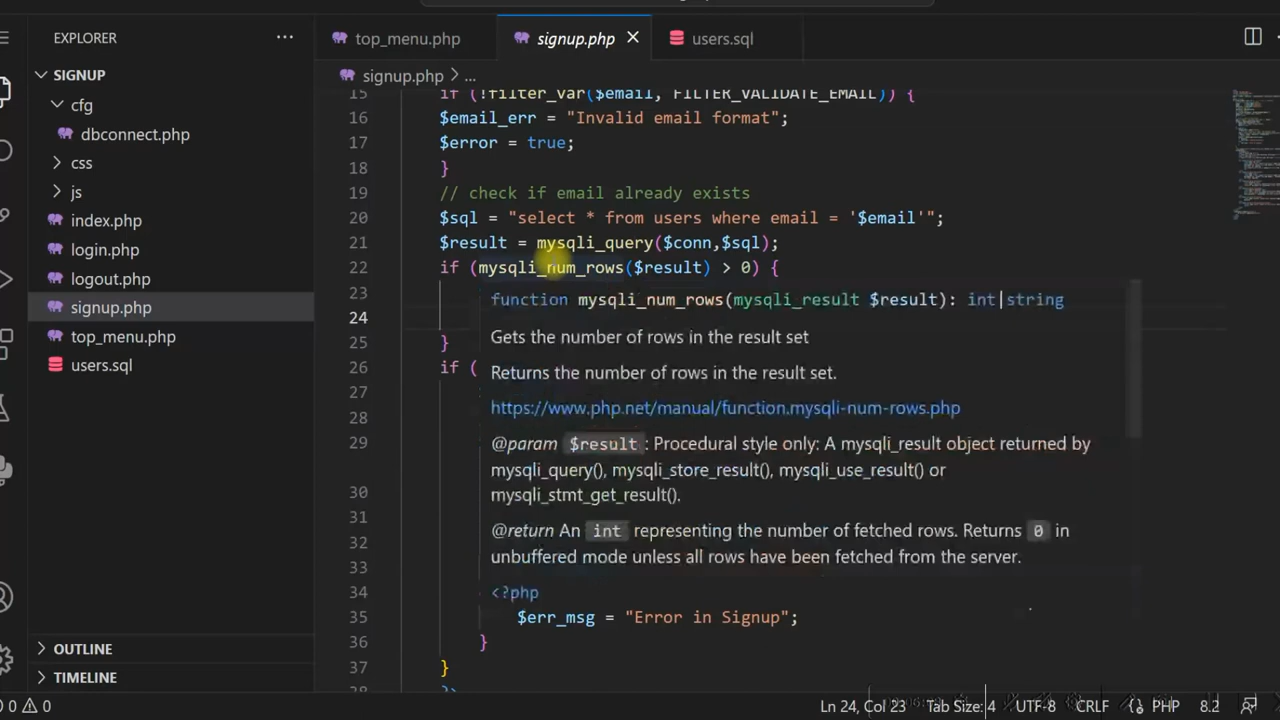 EXPLORER
SIGNUP
cfg
dbconnect.php
css
js
index.php
login.php
logout.php
signup.php
top_menu.php
users.sql
OUTLINE
TIMELINE
top_menu.php
signup.php
users.sql
signup.php > ...
15 if (!filter_var($email, FILTER_VALIDATE_EMAIL)) {
16 $email_err = "Invalid email format";
17 $error = true;
18 }
19 // check if email already exists
20 $sql = "select * from users where email = '$email'";
21 $result = mysqli_query($conn,$sql);
22 if (mysqli_num_rows($result) > 0) {
23
24
25 }
26 if (
27
28
29
30
31
32
33
34
35 $err_msg = "Error in Signup";
36 }
37 }
38 ?>
function mysqli_num_rows(mysqli_result $result): int|string
Gets the number of rows in the result set
Returns the number of rows in the result set.
https://www.php.net/manual/function.mysqli-num-rows.php
@param $result: Procedural style only: A mysqli_result object returned by
mysqli_query(), mysqli_store_result(), mysqli_use_result() or
mysqli_stmt_get_result().
@return An int representing the number of fetched rows. Returns 0 in
unbuffered mode unless all rows have been fetched from the server.
<?php
0 0
Ln 24, Col 23 Tab Size: 4 UTF-8 CRLF PHP 8.2